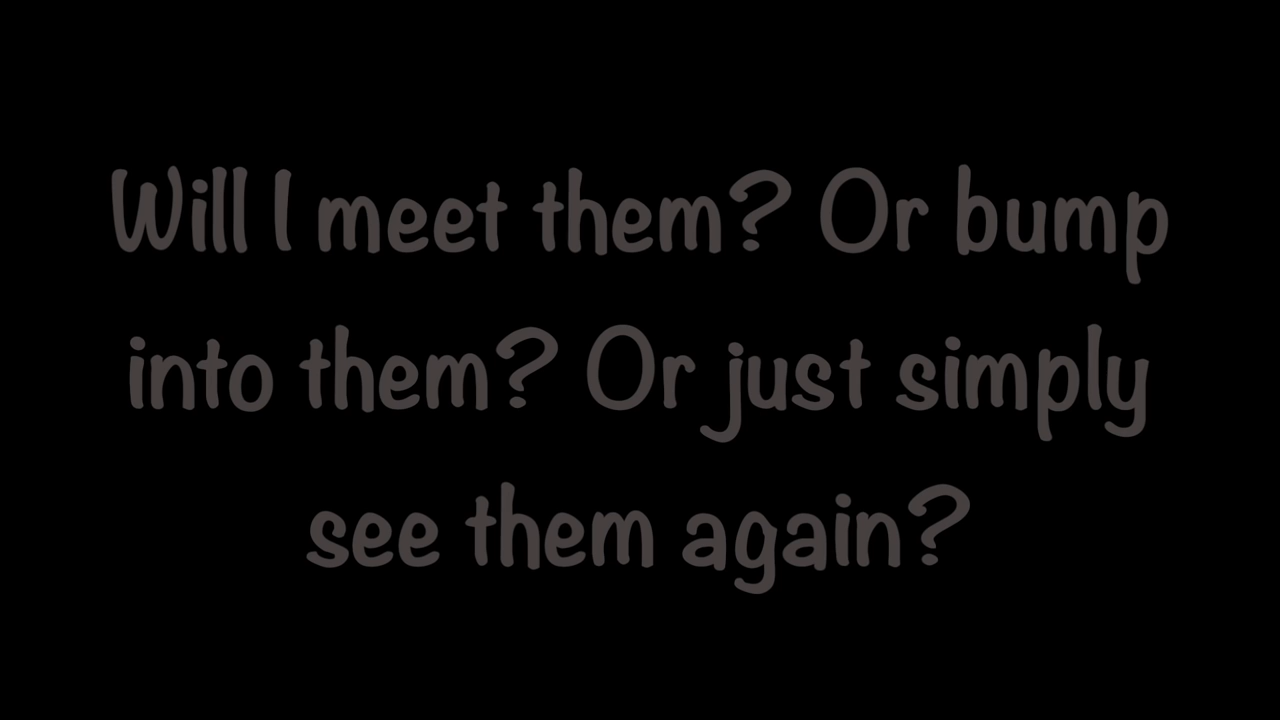 Will I meet them? Or bump
into them? Or just simply
see them again?